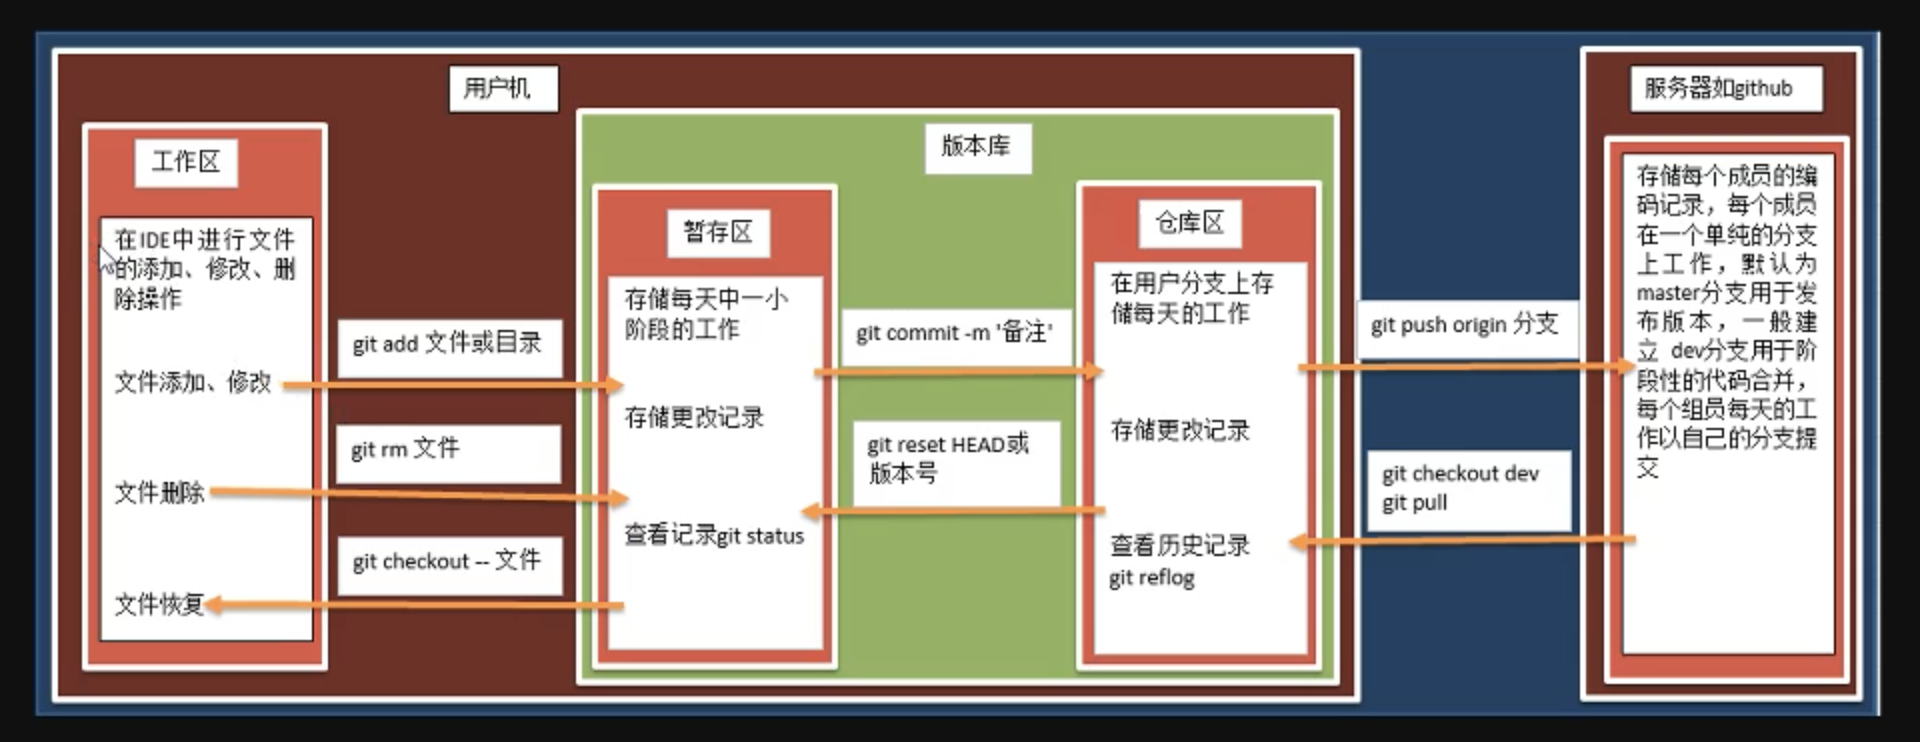 用户机
服务器如github
工作区
在IDE中进行文件
的添加、修改、删
除操作
文件添加、修改
文件删除
文件恢复
git add 文件或目录
git rm 文件
git checkout -- 文件
版本库
暂存区
存储每天中一小
阶段的工作
存储更改记录
查看记录git status
git commit -m '备注'
git reset HEAD或
版本号
仓库区
在用户分支上存
储每天的工作
存储更改记录
查看历史记录
git reflog
git push origin 分支
git checkout dev
git pull
存储每个成员的编
码记录，每个成员
在一个单纯的分支
上工作，默认为
master分支用于发
布版本，一般建
立 dev分支用于阶
段性的代码合并，
每个组员每天的工
作以自己的分支提
交